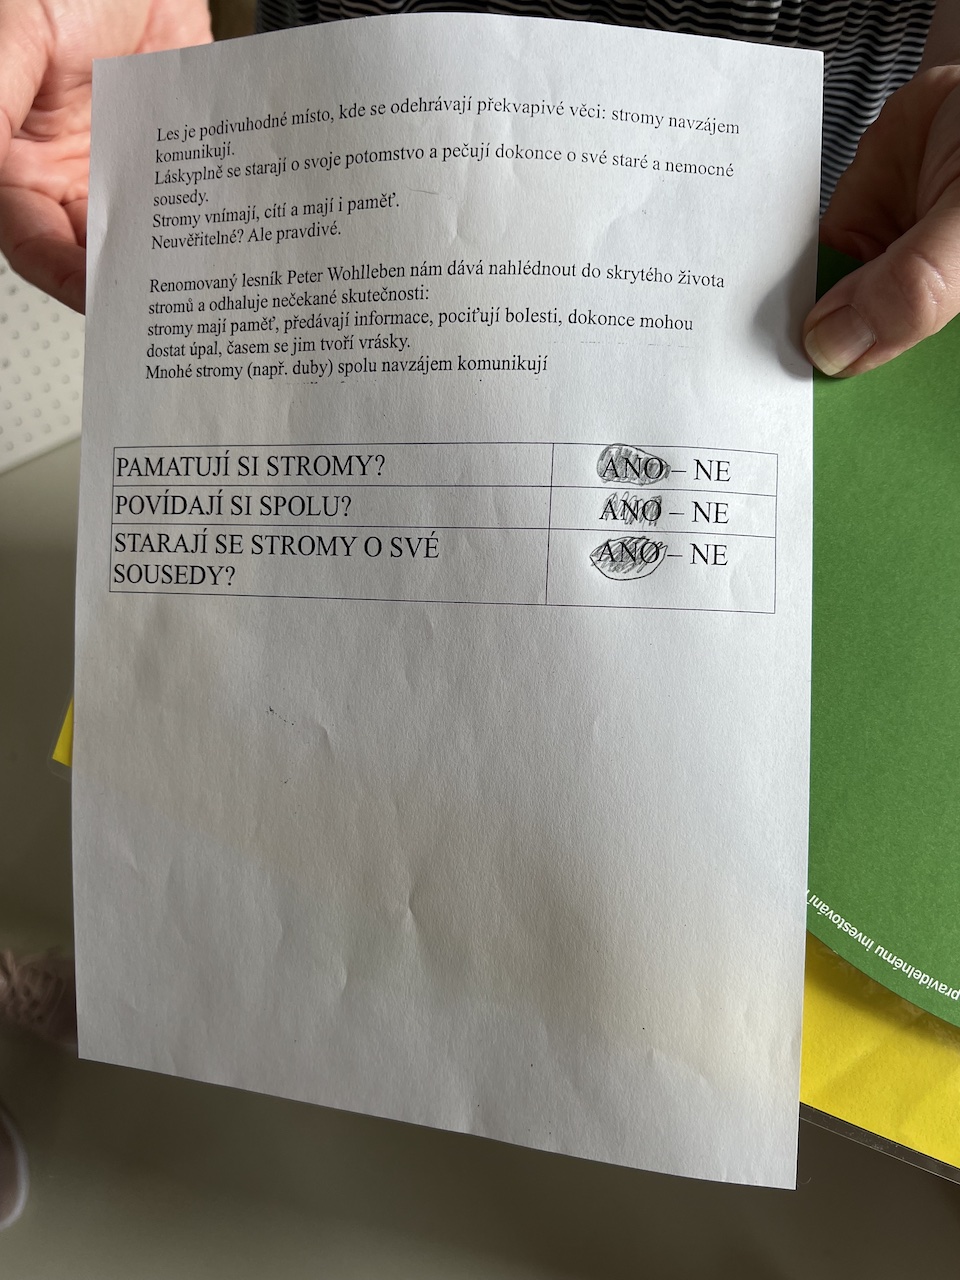 Les je podivuhodné místo, kde se odehrávají překvapivé věci: stromy navzájem
komunikují.
Láskyplně se starají o svoje potomstvo a pečují dokonce o své staré a nemocné
sousedy.
Stromy vnímají, cítí a mají i paměť.
Neuvěřitelné? Ale pravdivé.
Renomovaný lesník Peter Wohlleben nám dává nahlédnout do skrytého života
stromů a odhaluje nečekané skutečnosti:
stromy mají paměť, předávají informace, pociťují bolesti, dokonce mohou
dostat úpal, časem se jim tvoří vrásky.
Mnohé stromy (např. duby) spolu navzájem komunikují
PAMATUJÍ SI STROMY? ANO – NE
POVÍDAJÍ SI SPOLU? ANO – NE
STARAJÍ SE STROMY O SVÉ ANO – NE
SOUSEDY?
pravidelnému investování